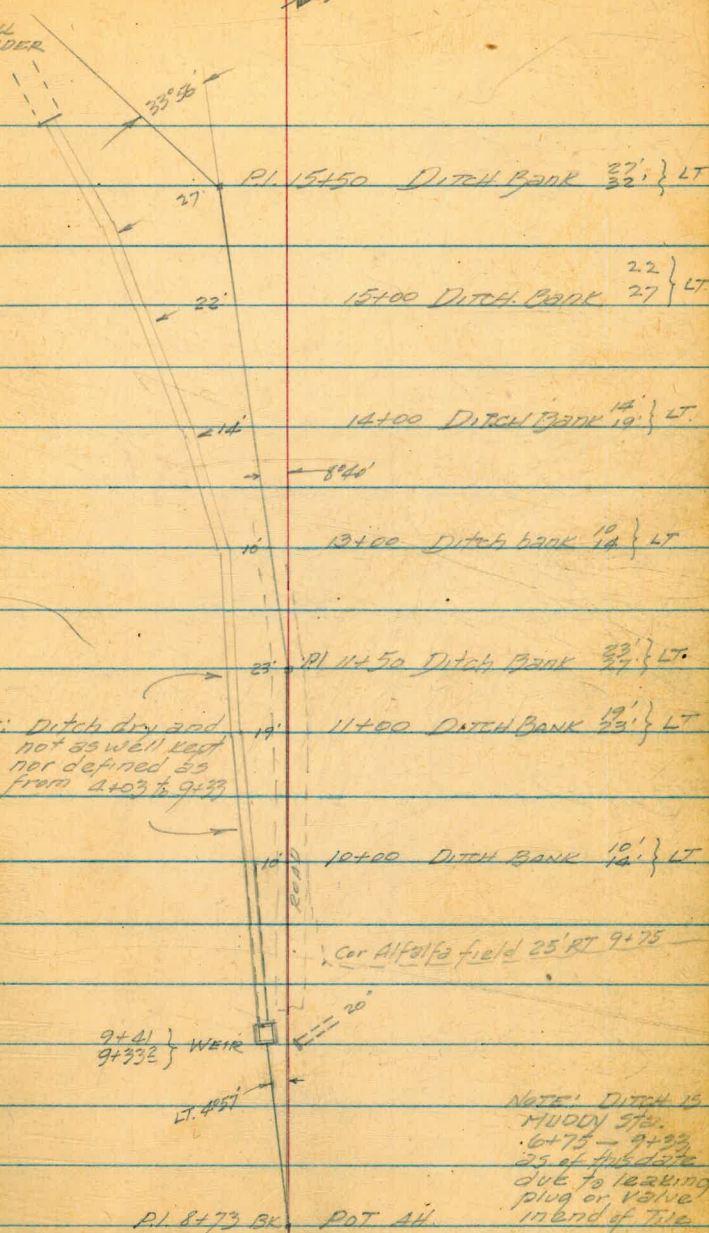 33°56'
27'
P.I. 15+50 DITCH Bank 27' 32' } LT
22'
15+00 DITCH. Bank 22 27 } LT.
14'
14+00 DITCH Bank 14' 19' } LT.
8°40'
10'
13+00 Ditch bank 10 14 } LT.
23'
P.I. 11+50 Ditch Bank 23' 27' } LT.
19'
11+00 DITCH BANK 19' 23' } LT
: Ditch dry and
not as well kept
nor defined as
from 4+03 to 9+33
10'
10+00 DITCH BANK 10' 14' } LT
ROAD
Cor Alfalfa field 25' RT 9+75
20"
9+41
9+33² } WEIR
LT. 4°57'
NOTE: DITCH IS
MUDDY Sta.
6+75 – 9+33
as of this date
due to leaking
plug or value
in end of Tile
P.I. 8+73 BK POT AH.